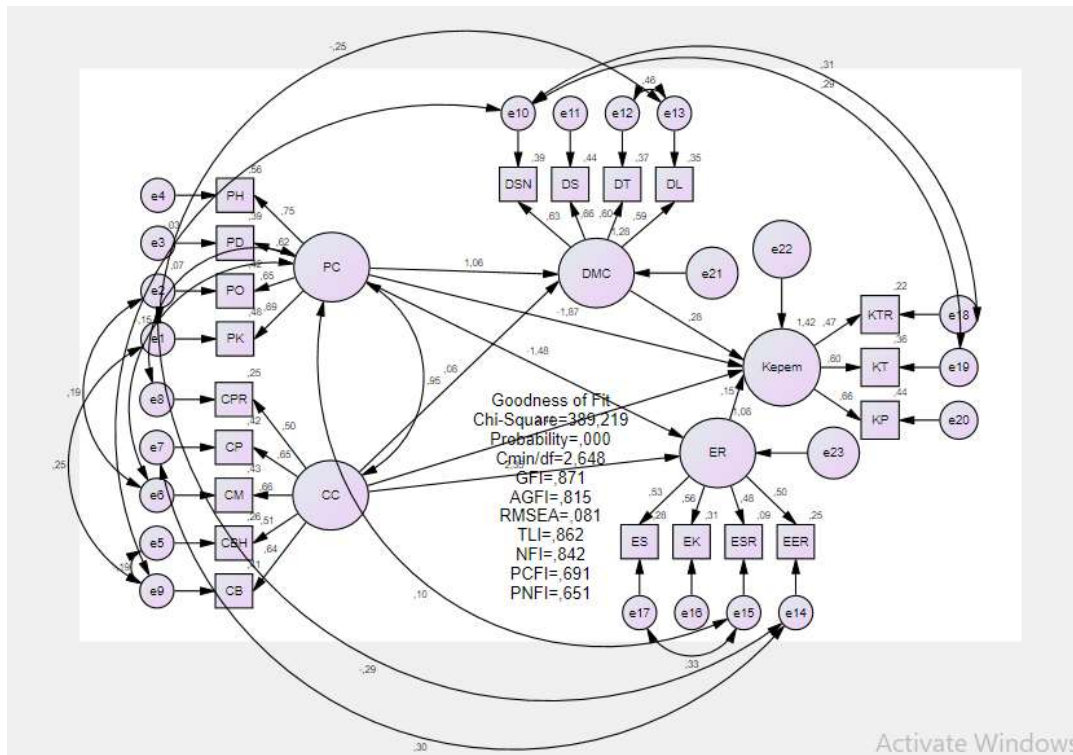 -,25
,31
,29
,46
e10
e11
e12
e13
,39
,44
,37
,35
DSN
DS
DT
DL
,63
,66
,60
,59
1,28
,56
e4
PH
,75
e3
,03
,39
PD
,62
,07
,42
e2
PO
,65
-,15
,48
e1
PK
,69
PC
1,06
DMC
e21
e22
-1,87
,28
-1,48
,06
,95
1,42
,47
,22
KTR
e18
,36
,60
KT
e19
,44
,66
KP
e20
Kepem
,15
1,08
ER
e23
,19
,25
e8
CPR
,50
,42
e7
CP
,65
,43
e6
CM
,66
CC
,26
,51
e5
CBH
,64
,25
,19
e9
CB
Goodness of Fit
Chi-Square=389,219
Probability=,000
Cmin/df=2,648
GFI=,871
AGFI=,815
RMSEA=,081
TLI=,862
NFI=,842
PCFI=,691
PNFI=,651
,53
,56
,48
,50
,28
,31
,09
,25
ES
EK
ESR
EER
e17
e16
e15
e14
,10
,33
-,29
,30
Activate Windows